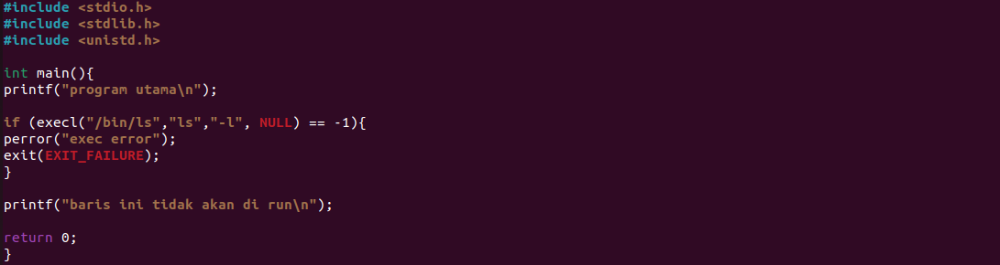 #include <stdio.h>
#include <stdlib.h>
#include <unistd.h>
int main(){
printf("program utama\n");
if (execl("/bin/ls","ls","-l", NULL) == -1){
perror("exec error");
exit(EXIT_FAILURE);
}
printf("baris ini tidak akan di run\n");
return 0;
}